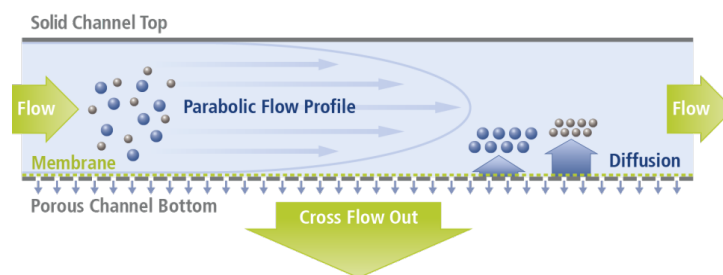 Solid Channel Top
Flow
Parabolic Flow Profile
Flow
Membrane
Diffusion
Porous Channel Bottom
Cross Flow Out